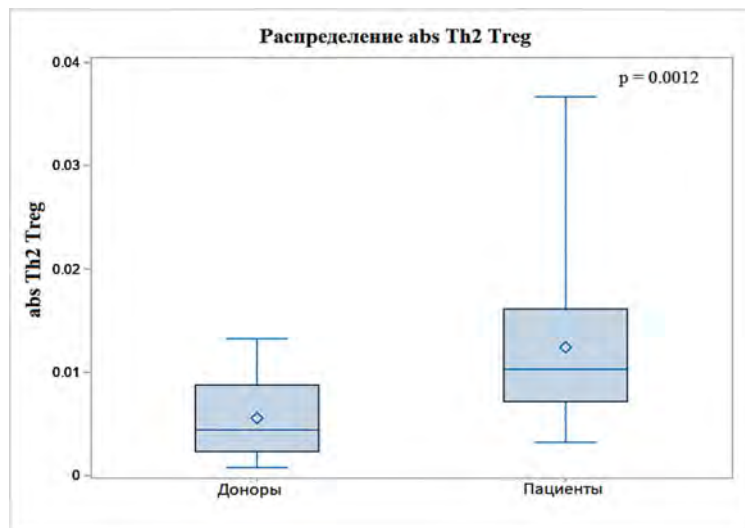 Распределение abs Th2 Treg
p = 0.0012
abs Th2 Treg
0.04
0.03
0.02
0.01
0
Доноры
Пациенты